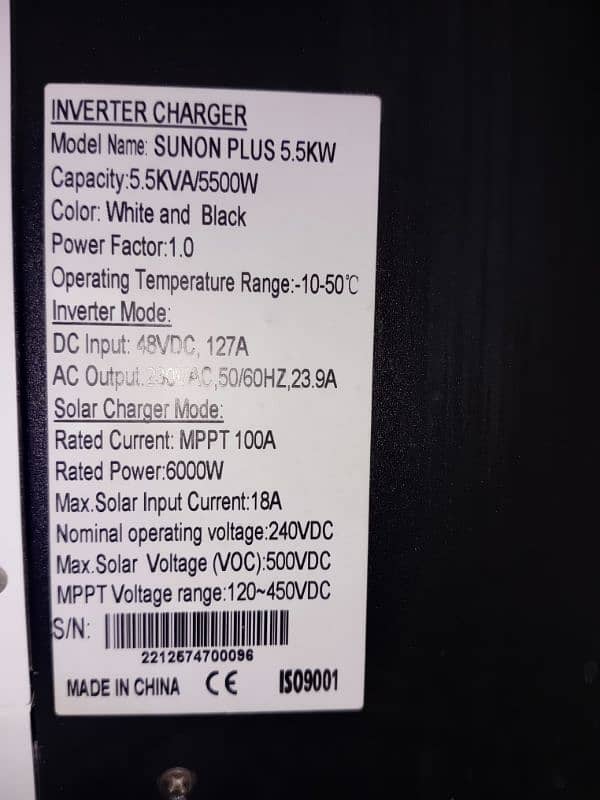 INVERTER CHARGER
Model Name: SUNON PLUS 5.5KW
Capacity:5.5KVA/5500W
Color: White and Black
Power Factor:1.0
Operating Temperature Range:-10-50℃
Inverter Mode:
DC Input: 48VDC, 127A
AC Output:230VAC,50/60HZ,23.9A
Solar Charger Mode:
Rated Current: MPPT 100A
Rated Power:6000W
Max.Solar Input Current:18A
Nominal operating voltage:240VDC
Max.Solar Voltage (VOC):500VDC
MPPT Voltage range:120~450VDC
S/N:
2212574700096
MADE IN CHINA CE ISO9001